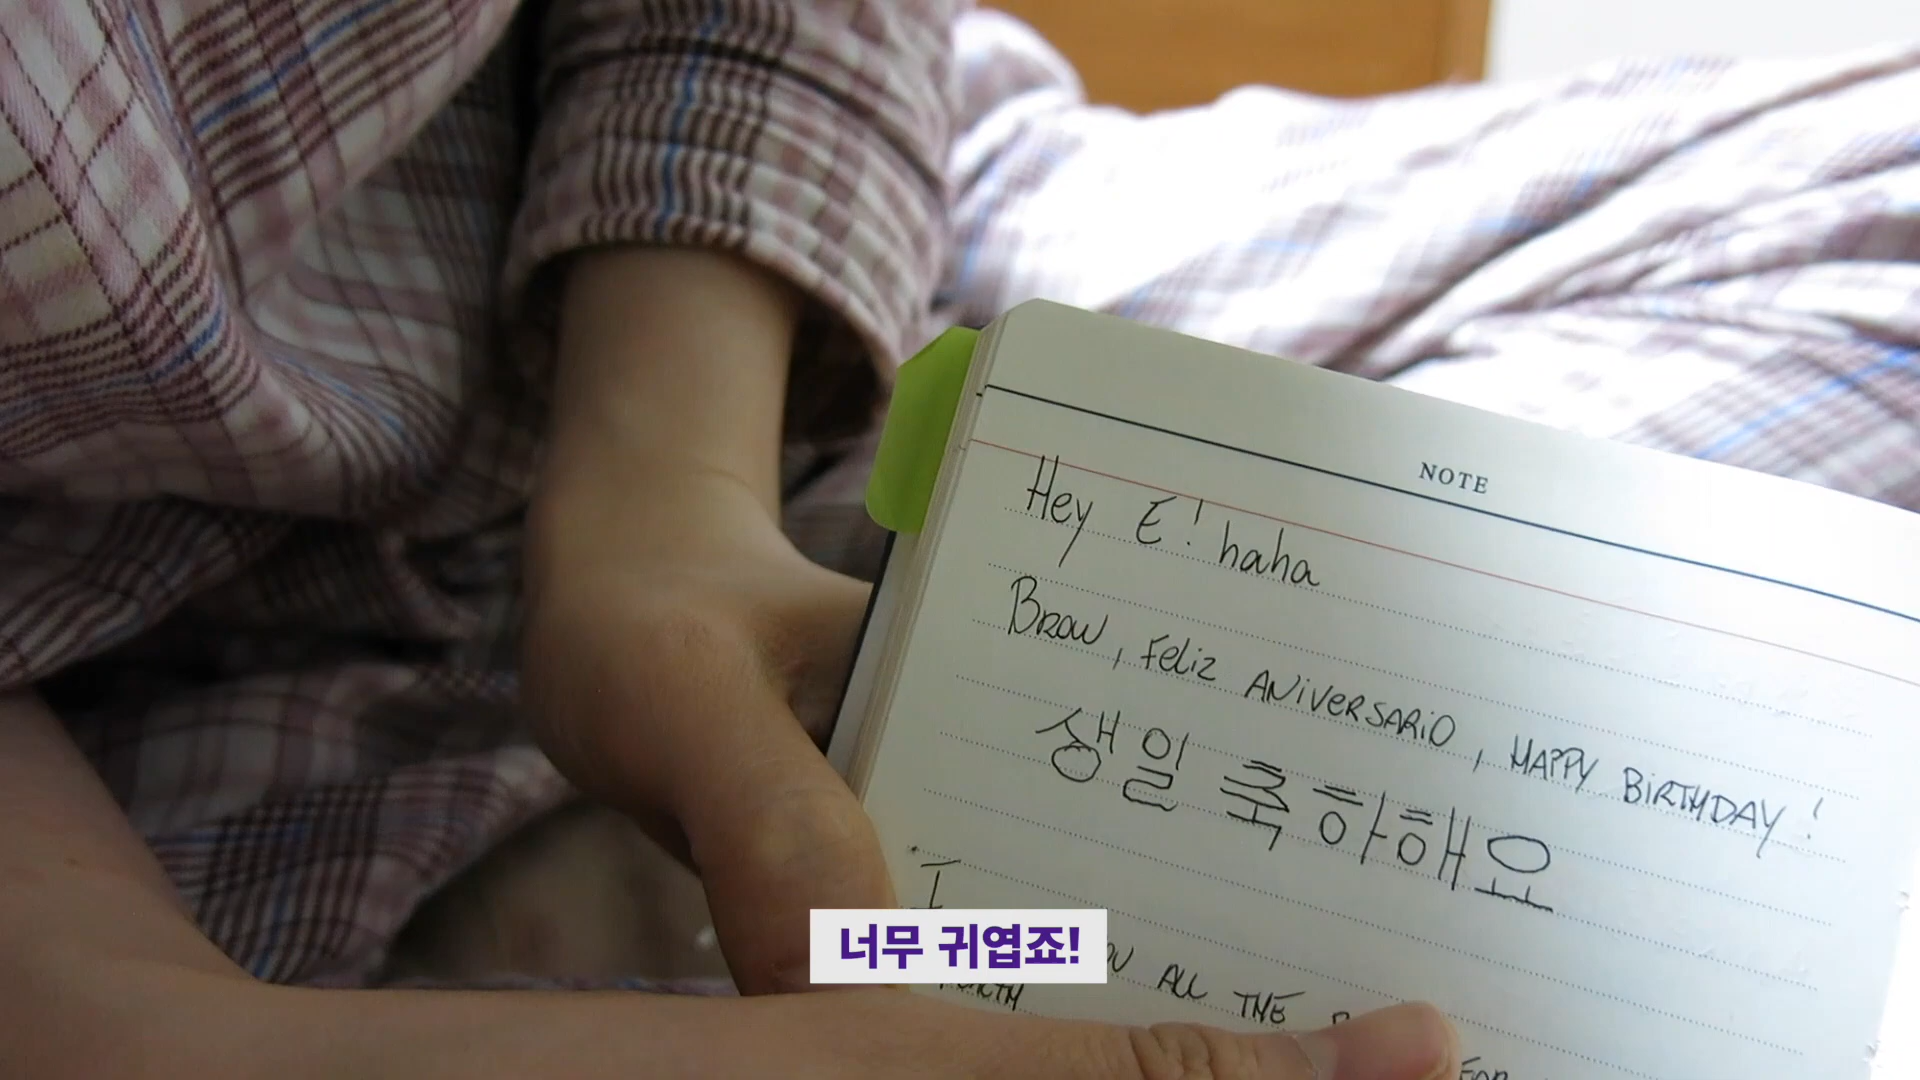 NOTE
Hey E! haha
Brow, Feliz Aniversario, Happy Birthday!
생일 축하해요
I
ALL THE
너무 귀엽죠!